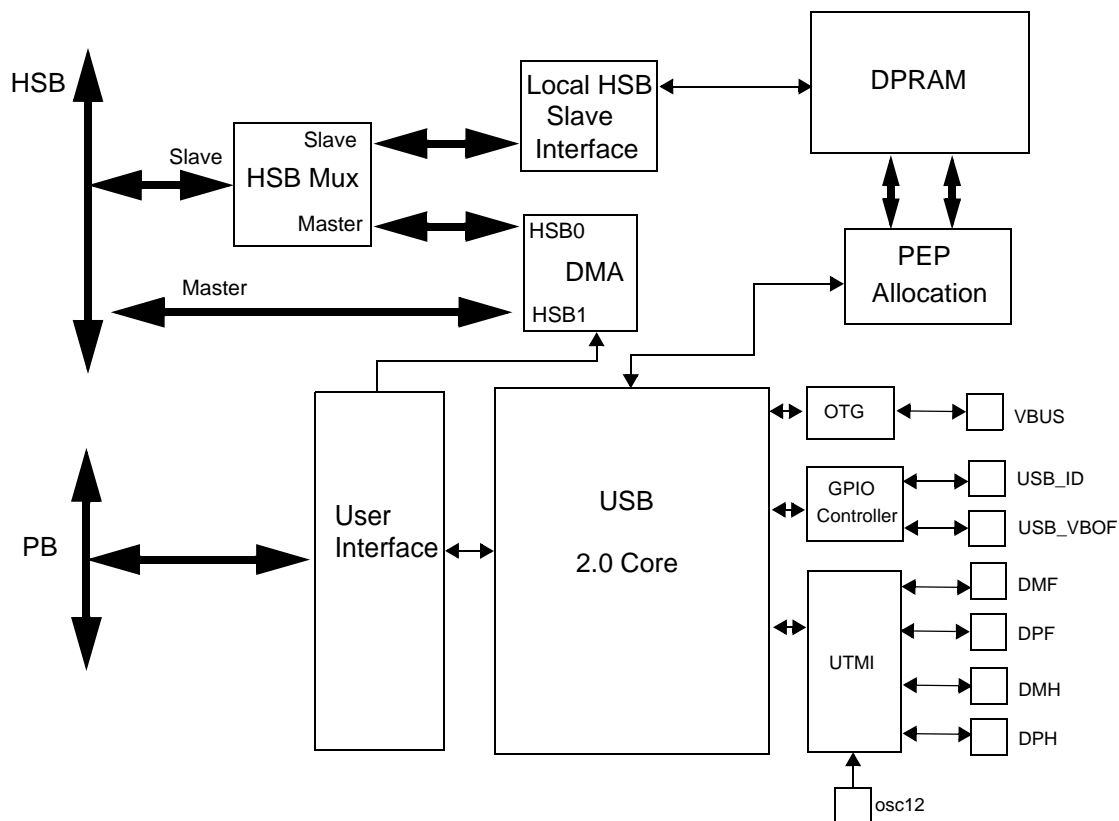 HSB
Slave
Slave
HSB Mux
Master
Local HSB
Slave
Interface
DPRAM
HSB0
DMA
HSB1
Master
PEP
Allocation
PB
User
Interface
USB
2.0 Core
OTG
VBUS
GPIO
Controller
USB_ID
USB_VBOF
UTMI
DMF
DPF
DMH
DPH
osc12